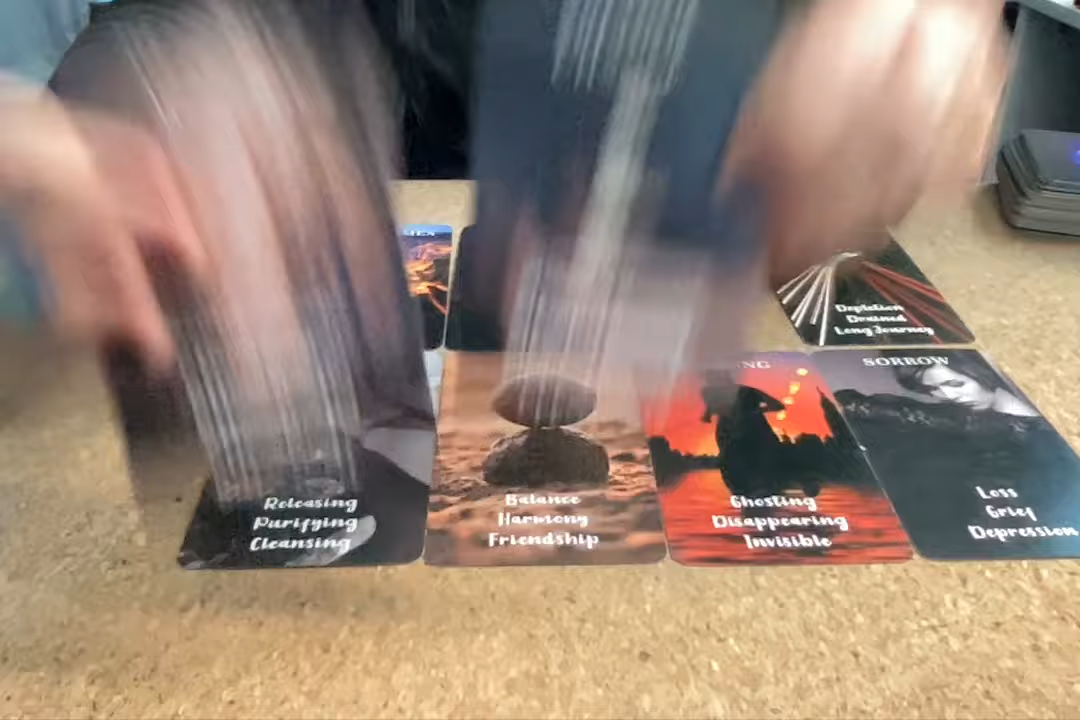 Depletion
Drained
Long Journey
SORROW
Releasing
Purifying
Cleansing
Balance
Harmony
Friendship
Ghosting
Disappearing
Invisible
Loss
Grief
Depression